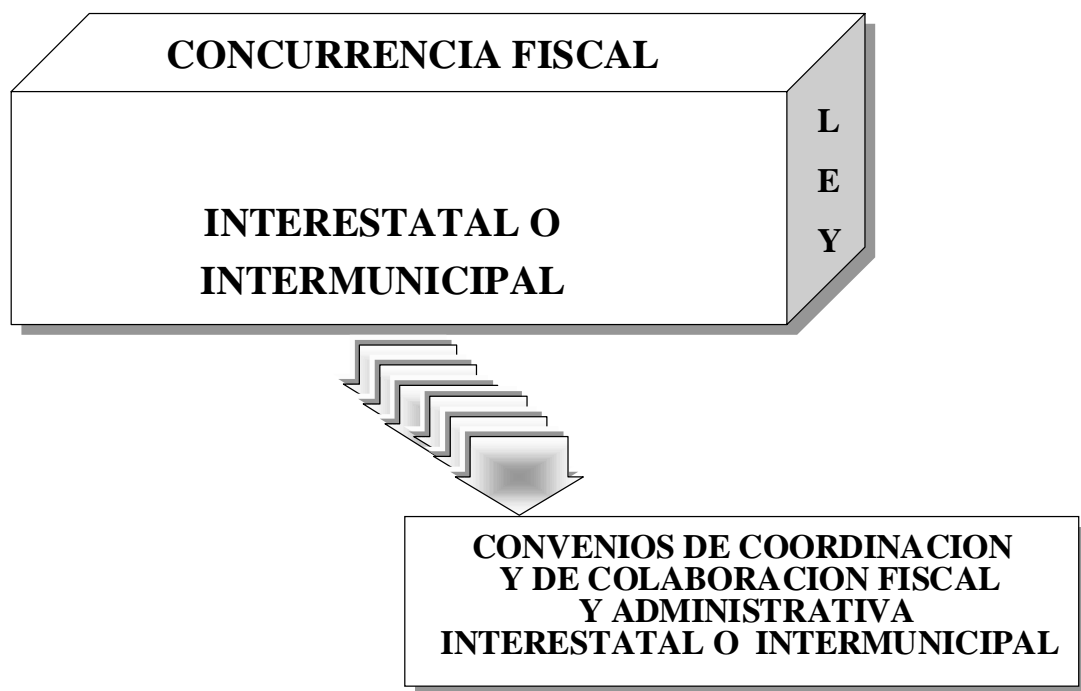 CONCURRENCIA FISCAL
L
E
Y
INTERESTATAL O
INTERMUNICIPAL
CONVENIOS DE COORDINACION
Y DE COLABORACION FISCAL
Y ADMINISTRATIVA
INTERESTATAL O INTERMUNICIPAL